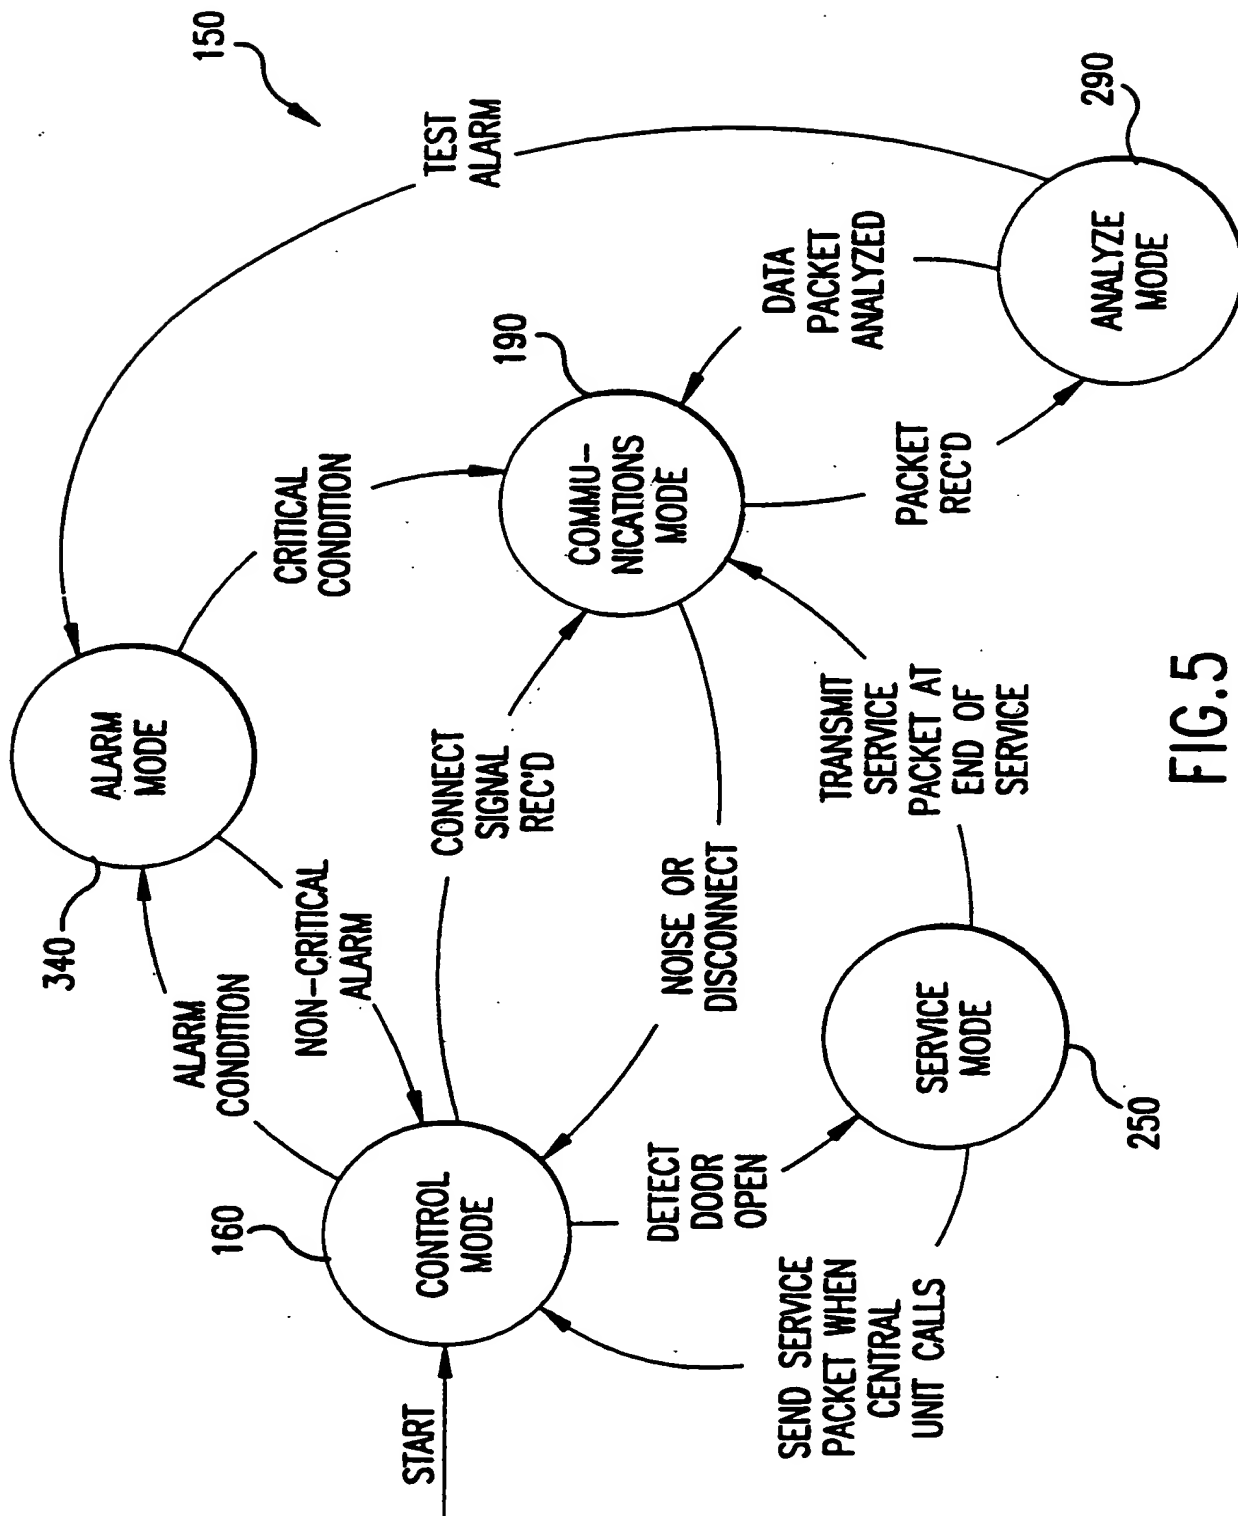 150
TEST
ALARM
340
ALARM
MODE
ALARM
CONDITION
NON-CRITICAL
ALARM
CRITICAL
CONDITION
190
COMMU-
NICATIONS
MODE
CONNECT
SIGNAL
REC'D
160
CONTROL
MODE
START
NOISE OR
DISCONNECT
DATA
PACKET
ANALYZED
290
ANALYZE
MODE
PACKET
REC'D
DETECT
DOOR
OPEN
TRANSMIT
SERVICE
PACKET AT
END OF
SERVICE
SERVICE
MODE
250
SEND SERVICE
PACKET WHEN
CENTRAL
UNIT CALLS
FIG.5